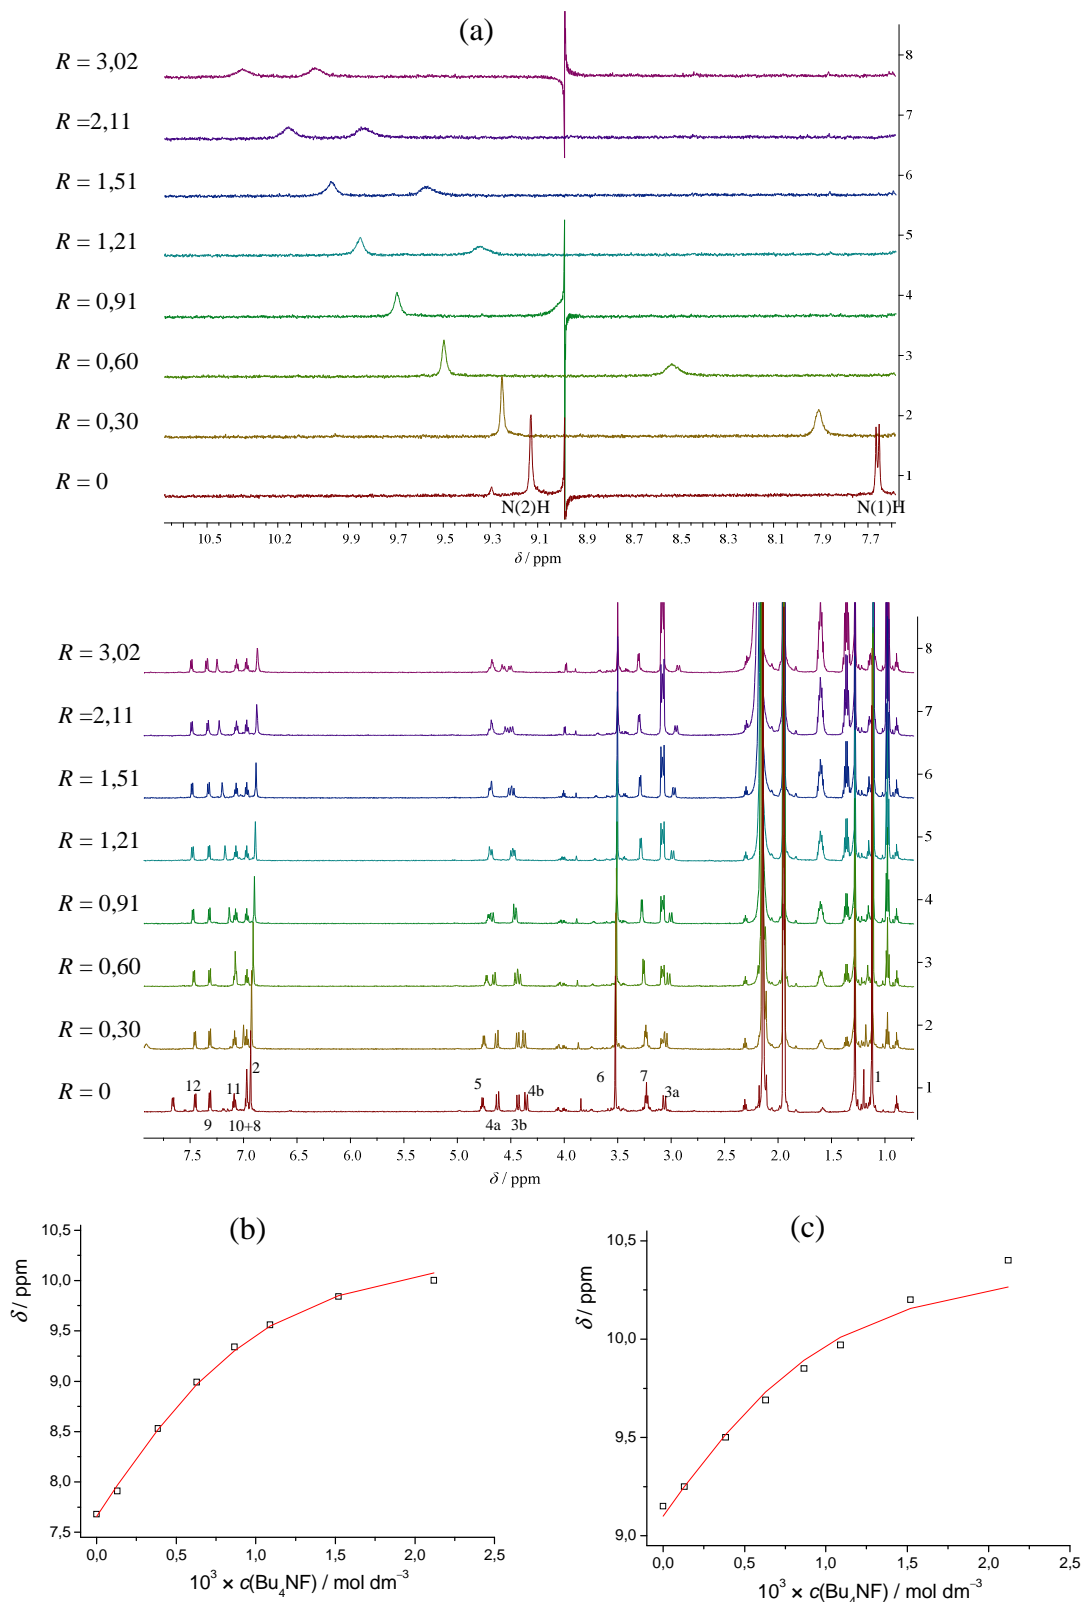 (a)
R = 3,02
8
R =2,11
7
R = 1,51
6
R = 1,21
5
R = 0,91
4
R = 0,60
3
R = 0,30
2
R = 0
1
N(2)H N(1)H
10.5 10.2 9.9 9.7 9.5 9.3 9.1 8.9 8.7 8.5 8.3 8.1 7.9 7.7
δ / ppm
R = 3,02
8
R =2,11
7
R = 1,51
6
R = 1,21
5
R = 0,91
4
R = 0,60
3
R = 0,30
2
R = 0
1
12 11 2 5 4b 6 7 3a 1
9 10+8 4a 3b
7.5 7.0 6.5 6.0 5.5 5.0 4.5 4.0 3.5 3.0 2.5 2.0 1.5 1.0
δ / ppm
(b)
10,5
10,0
9,5
9,0
8,5
8,0
7,5
δ / ppm
0,0 0,5 1,0 1,5 2,0 2,5
10³ × c(Bu₄NF) / mol dm⁻³
(c)
10,5
10,0
9,5
9,0
δ / ppm
0,0 0,5 1,0 1,5 2,0 2,5
10³ × c(Bu₄NF) / mol dm⁻³